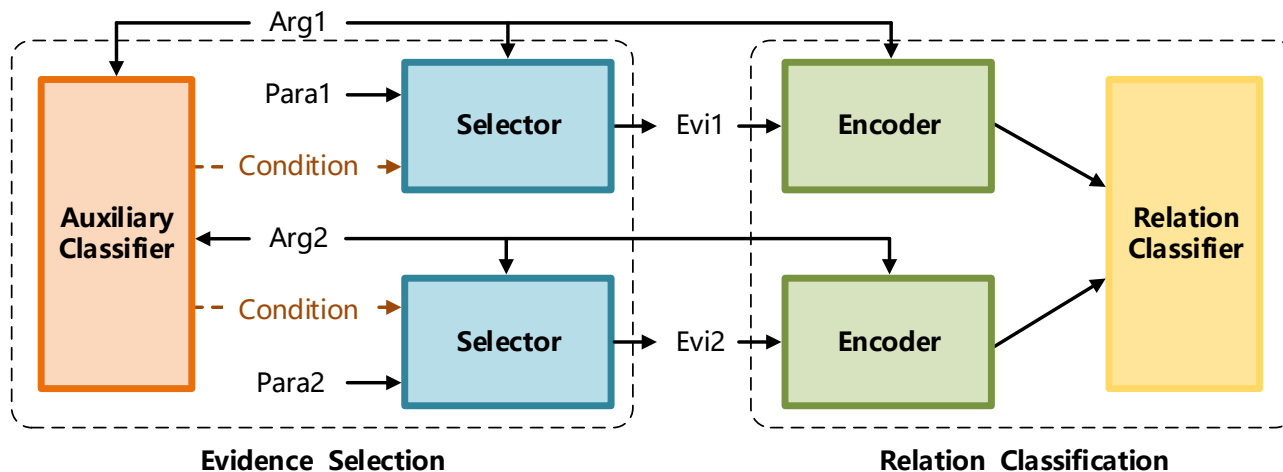 Arg1
Para1
Selector
Evi1
Encoder
Condition
Auxiliary
Classifier
Relation
Classifier
Arg2
Condition
Selector
Evi2
Encoder
Para2
Evidence Selection
Relation Classification